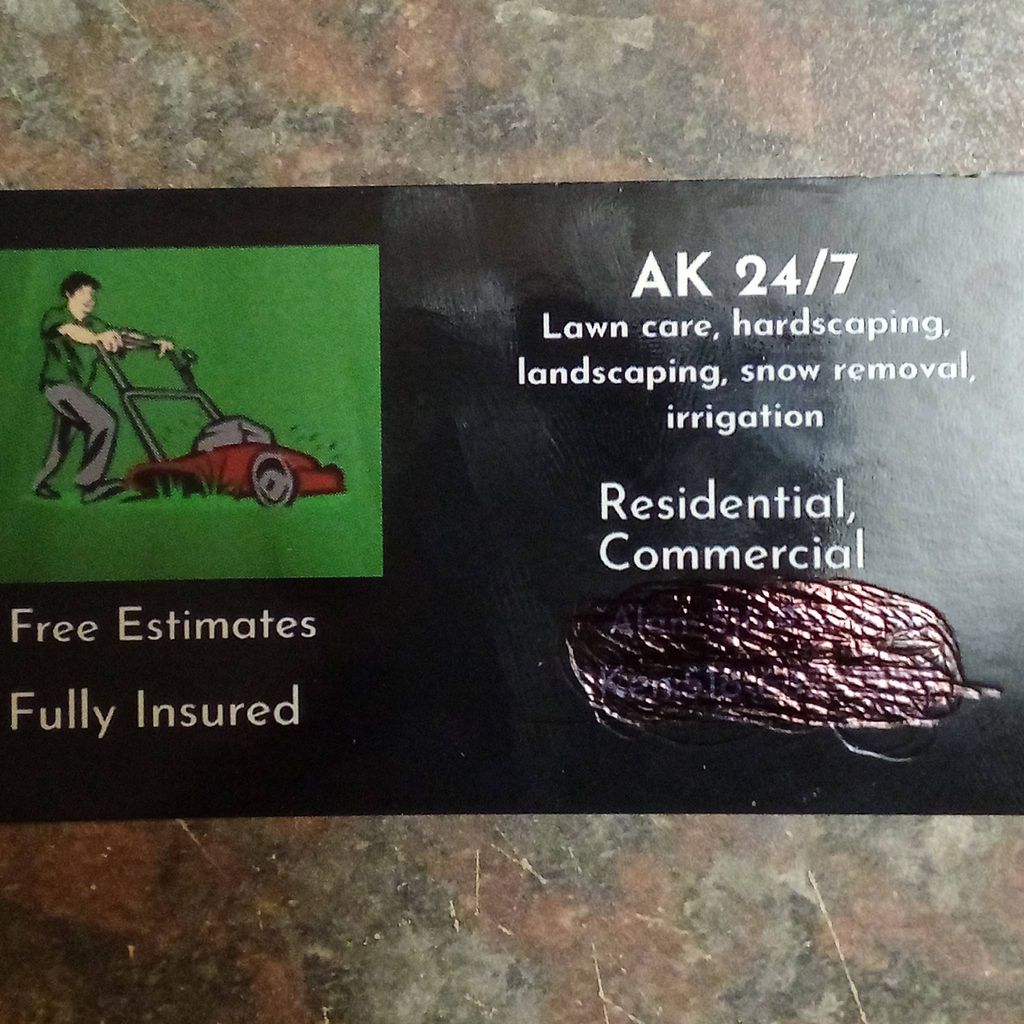 AK 24/7
Lawn care, hardscaping,
landscaping, snow removal,
irrigation
Residential,
Commercial
Free Estimates
Fully Insured